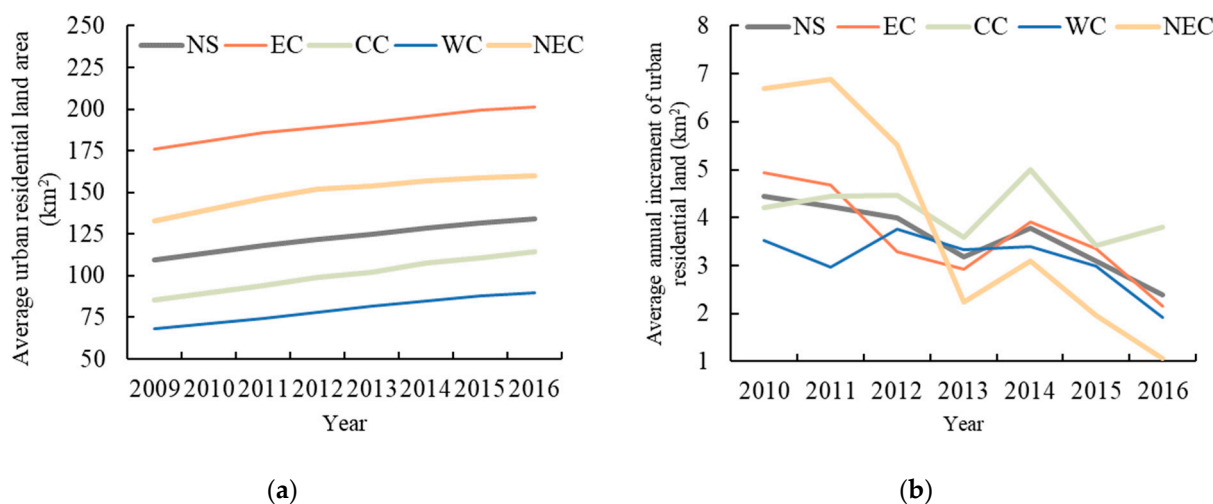 Average urban residential land area
(km²)
250
225
200
175
150
125
100
75
50
NS EC CC WC NEC
2009 2010 2011 2012 2013 2014 2015 2016
Year
(a)
Average annual increment of urban
residential land (km²)
8
7
6
5
4
3
2
1
NS EC CC WC NEC
2010 2011 2012 2013 2014 2015 2016
Year
(b)